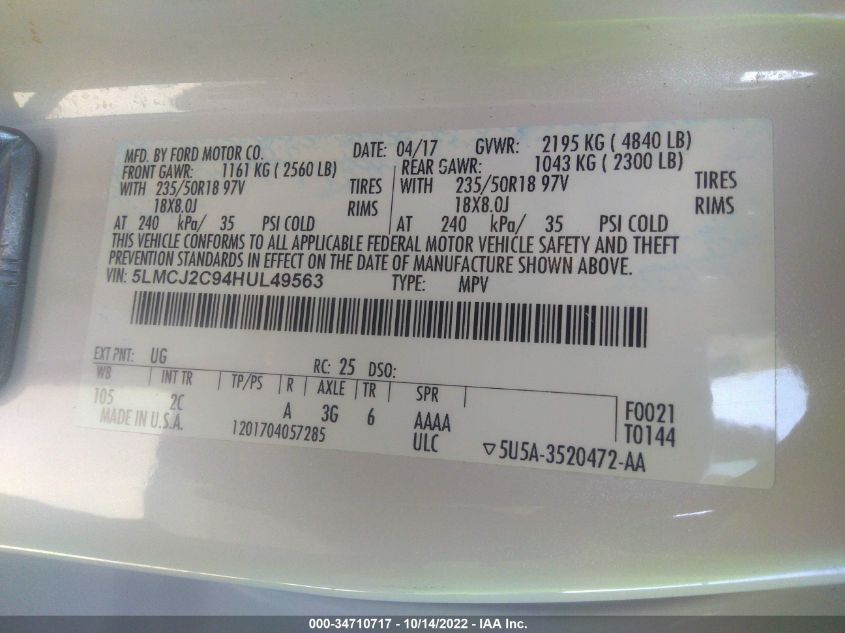 MFD. BY FORD MOTOR CO. DATE: 04/17 GVWR: 2195 KG ( 4840 LB)
FRONT GAWR: 1161 KG ( 2560 LB) REAR GAWR: 1043 KG ( 2300 LB)
WITH 235/50R18 97V TIRES WITH 235/50R18 97V TIRES
18X8.0J RIMS 18X8.0J RIMS
AT 240 kPa/ 35 PSI COLD AT 240 kPa/ 35 PSI COLD
THIS VEHICLE CONFORMS TO ALL APPLICABLE FEDERAL MOTOR VEHICLE SAFETY AND THEFT
PREVENTION STANDARDS IN EFFECT ON THE DATE OF MANUFACTURE SHOWN ABOVE.
VIN: 5LMCJ2C94HUL49563 TYPE: MPV
EXT PNT: UG RC: 25 DSO:
WB INT TR TP/PS R AXLE TR SPR
105 2C A 3G 6 AAAA F0021
MADE IN U.S.A. 1201704057285 ULC T0144
▽5U5A-3520472-AA
000-34710717 - 10/14/2022 - IAA Inc.